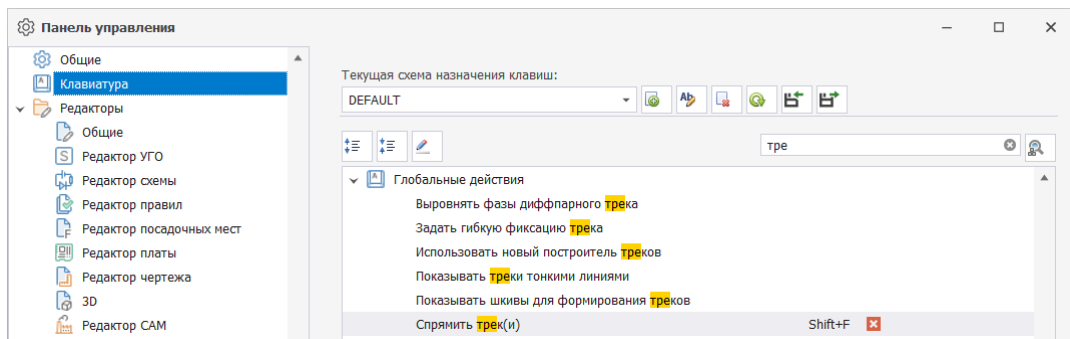 Панель управления
Общие
Клавиатура
Редакторы
Общие
Редактор УГО
Редактор схемы
Редактор правил
Редактор посадочных мест
Редактор платы
Редактор чертежа
3D
Редактор CAM
Текущая схема назначения клавиш:
DEFAULT
тре
Глобальные действия
Выровнять фазы диффпарного трека
Задать гибкую фиксацию трека
Использовать новый построитель треков
Показывать треки тонкими линиями
Показывать шкивы для формирования треков
Спрямить трек(и) Shift+F